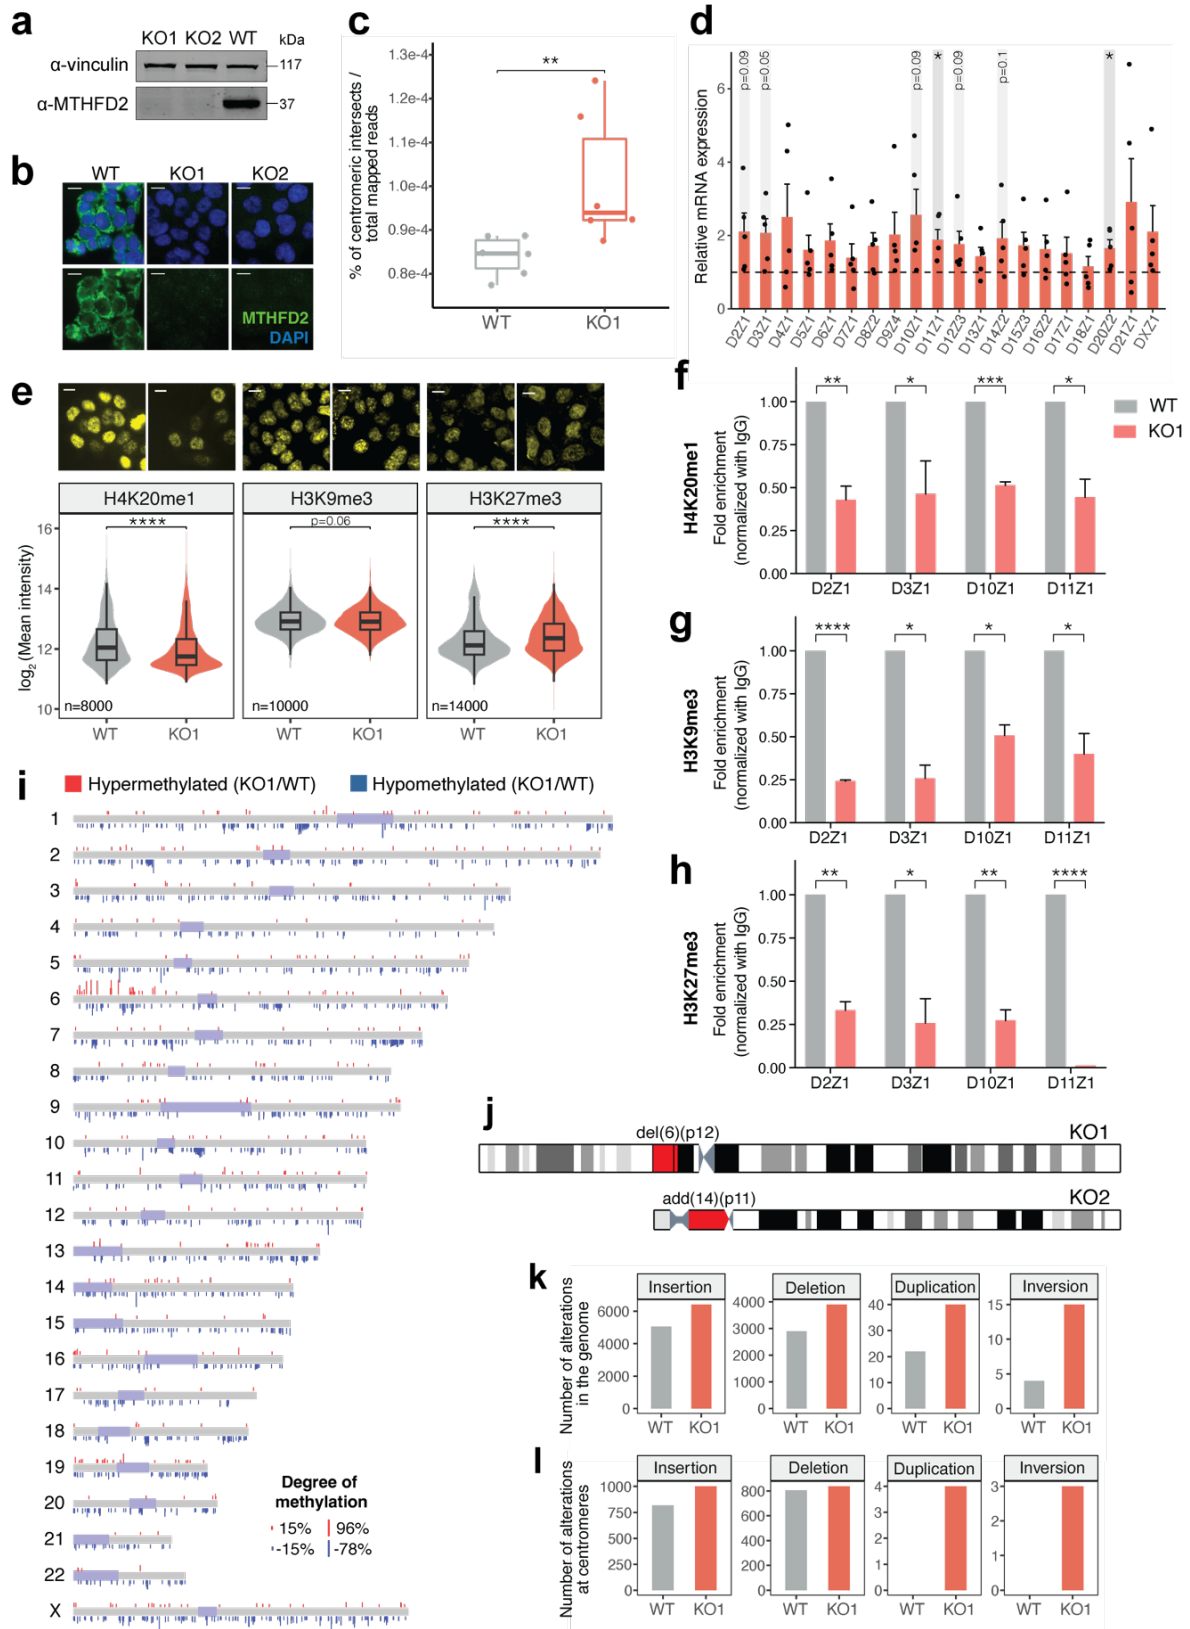 a
KO1 KO2 WT kDa
α-vinculin 117
α-MTHFD2 37
b
WT KO1 KO2
MTHFD2
DAPI
c
% of centromeric intersects /
total mapped reads
1.3e-4
1.2e-4
1.1e-4
1.0e-4
0.9e-4
0.8e-4
**
WT KO1
d
Relative mRNA expression
6
4
2
0
p=0.09 p=0.05 p=0.09 * p=0.09 p=0.1 *
D2Z1 D3Z1 D4Z1 D5Z1 D6Z1 D7Z1 D8Z2 D9Z4 D10Z1 D11Z1 D12Z3 D13Z1 D14Z2 D15Z3 D16Z2 D17Z1 D18Z1 D20Z2 D21Z1 DXZ1
e
H4K20me1 H3K9me3 H3K27me3
log2 (Mean intensity)
16
14
12
10
**** p=0.06 ****
n=8000 n=10000 n=14000
WT KO1 WT KO1 WT KO1
f
H4K20me1
Fold enrichment
(normalized with IgG)
1.00
0.75
0.50
0.25
0.00
** * *** *
D2Z1 D3Z1 D10Z1 D11Z1
WT
KO1
g
H3K9me3
Fold enrichment
(normalized with IgG)
1.00
0.75
0.50
0.25
0.00
**** * * *
D2Z1 D3Z1 D10Z1 D11Z1
h
H3K27me3
Fold enrichment
(normalized with IgG)
1.00
0.75
0.50
0.25
0.00
** * ** ****
D2Z1 D3Z1 D10Z1 D11Z1
i
Hypermethylated (KO1/WT) Hypomethylated (KO1/WT)
1
2
3
4
5
6
7
8
9
10
11
12
13
14
15
16
17
18
19
20
21
22
X
Degree of
methylation
15% 96%
-15% -78%
j
del(6)(p12) KO1
add(14)(p11) KO2
k
Number of alterations
in the genome
Insertion Deletion Duplication Inversion
6000
4000
2000
0
4000
3000
2000
1000
0
40
30
20
10
0
15
10
5
0
WT KO1 WT KO1 WT KO1 WT KO1
l
Number of alterations
at centromeres
Insertion Deletion Duplication Inversion
1000
750
500
250
0
800
600
400
200
0
4
3
2
1
0
3
2
1
0
WT KO1 WT KO1 WT KO1 WT KO1